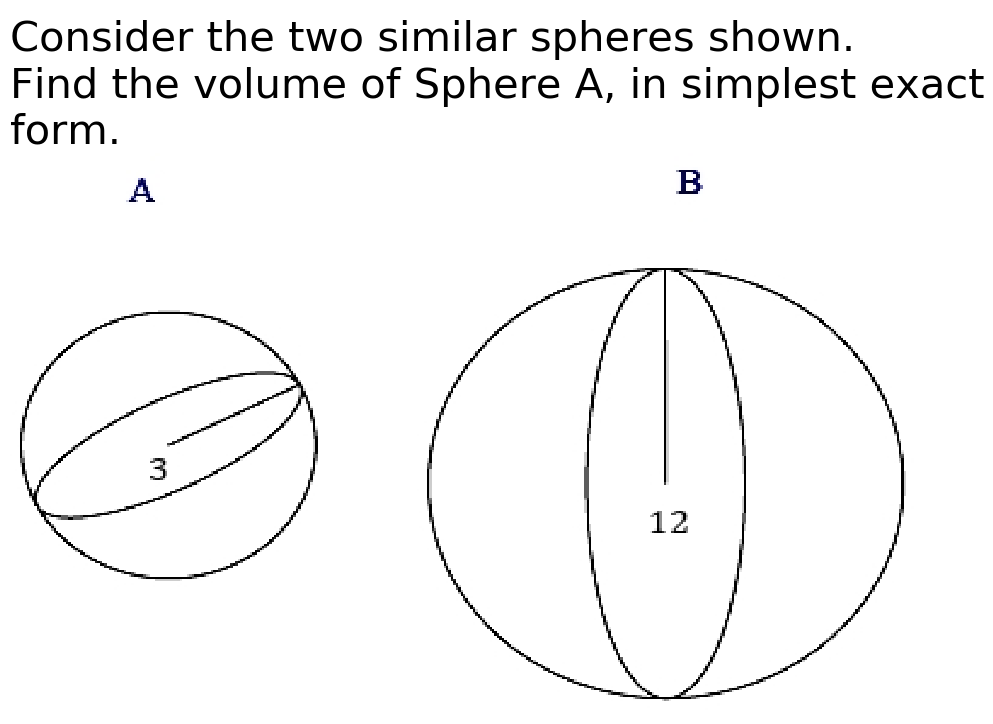 Consider the two similar spheres shown.
Find the volume of Sphere A, in simplest exact
form.
A
B
3
12